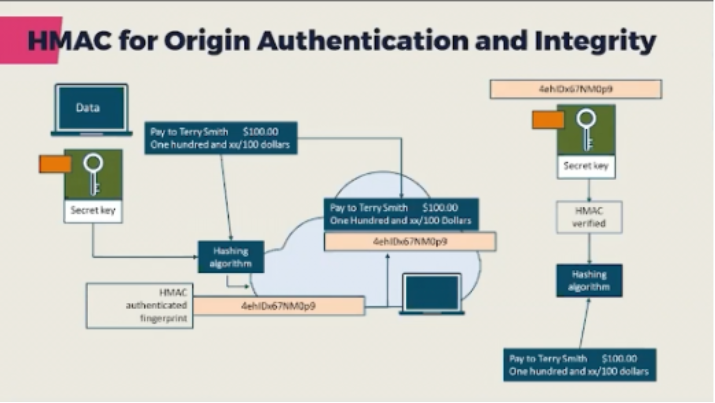 HMAC for Origin Authentication and Integrity
Data
Secret key
Pay to Terry Smith $100.00
One hundred and xx/100 dollars
Hashing
algorithm
HMAC
authenticated
fingerprint
4ehIDx67NM0p9
Pay to Terry Smith $100.00
One Hundred and xx/100 Dollars
4ehIDx67NM0p9
4ehIDx67NM0p9
Secret key
HMAC
verified
Hashing
algorithm
Pay to Terry Smith $100.00
One hundred and xx/100 dollars